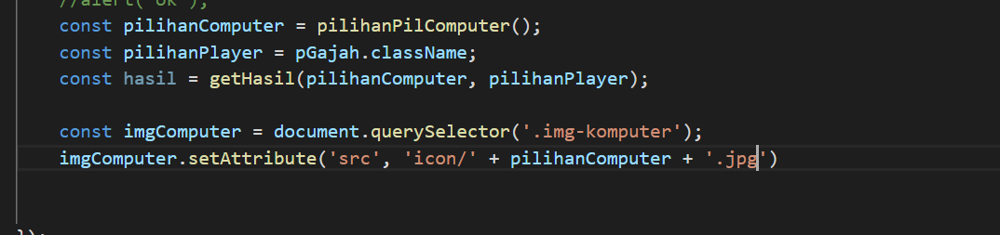 //alert('ok');
const pilihanComputer = pilihanPilComputer();
const pilihanPlayer = pGajah.className;
const hasil = getHasil(pilihanComputer, pilihanPlayer);
const imgComputer = document.querySelector('.img-komputer');
imgComputer.setAttribute('src', 'icon/' + pilihanComputer + '.jpg')
});